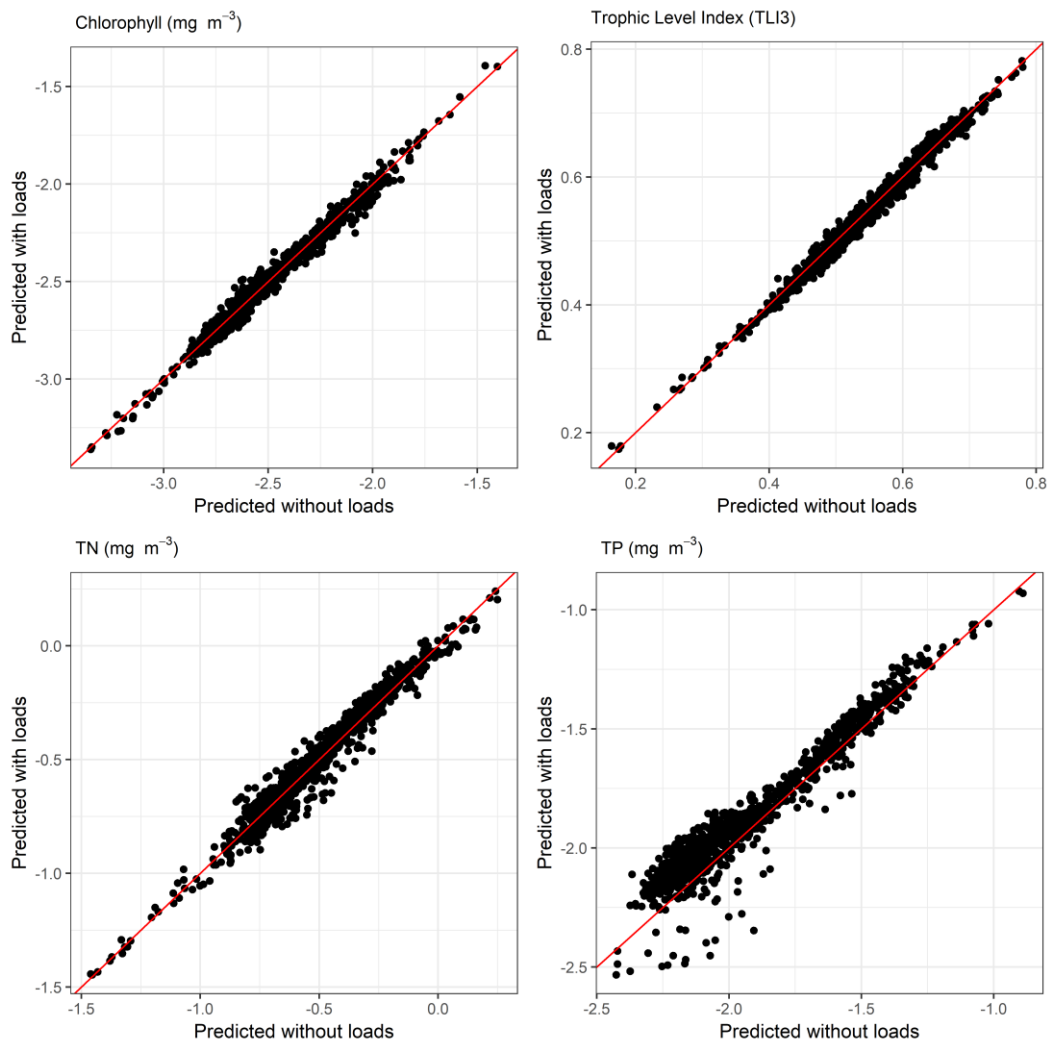 Chlorophyll (mg m⁻³)
Predicted with loads
-1.5
-2.0
-2.5
-3.0
-3.0 -2.5 -2.0 -1.5
Predicted without loads
Trophic Level Index (TLI3)
Predicted with loads
0.8
0.6
0.4
0.2
0.2 0.4 0.6 0.8
Predicted without loads
TN (mg m⁻³)
Predicted with loads
0.0
-0.5
-1.0
-1.5
-1.5 -1.0 -0.5 0.0
Predicted without loads
TP (mg m⁻³)
Predicted with loads
-1.0
-1.5
-2.0
-2.5
-2.5 -2.0 -1.5 -1.0
Predicted without loads